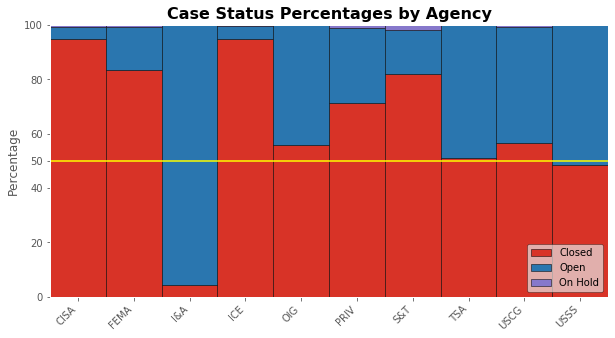 Case Status Percentages by Agency
Percentage
100
80
60
40
20
0
CISA
FEMA
I&A
ICE
OIG
PRIV
S&T
TSA
USCG
USSS
Closed
Open
On Hold